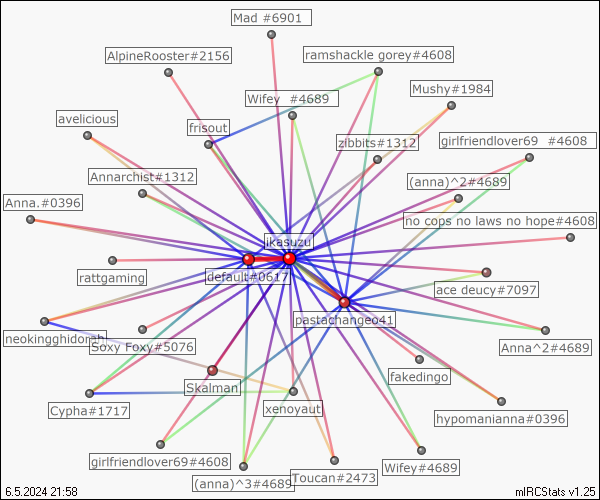 Mad #6901
AlpineRooster#2156
ramshackle gorey#4608
Mushy#1984
Wifey  #4689
avelicious
frisout
zibbits#1312
girlfriendlover69  #4608
Annarchist#1312
(anna)^2#4689
Anna.#0396
no cops no laws no hope#4608
ikasuzu
rattgaming
default#0617
ace deucy#7097
pastachangeo41
neokingghidorah
Soxy Foxy#5076
Anna^2#4689
fakedingo
Skalman
Cypha#1717
xenoyaut
hypomanianna#0396
girlfriendlover69#4608
(anna)^3#4689
Toucan#2473
Wifey#4689
6.5.2024 21:58
mIRCStats v1.25